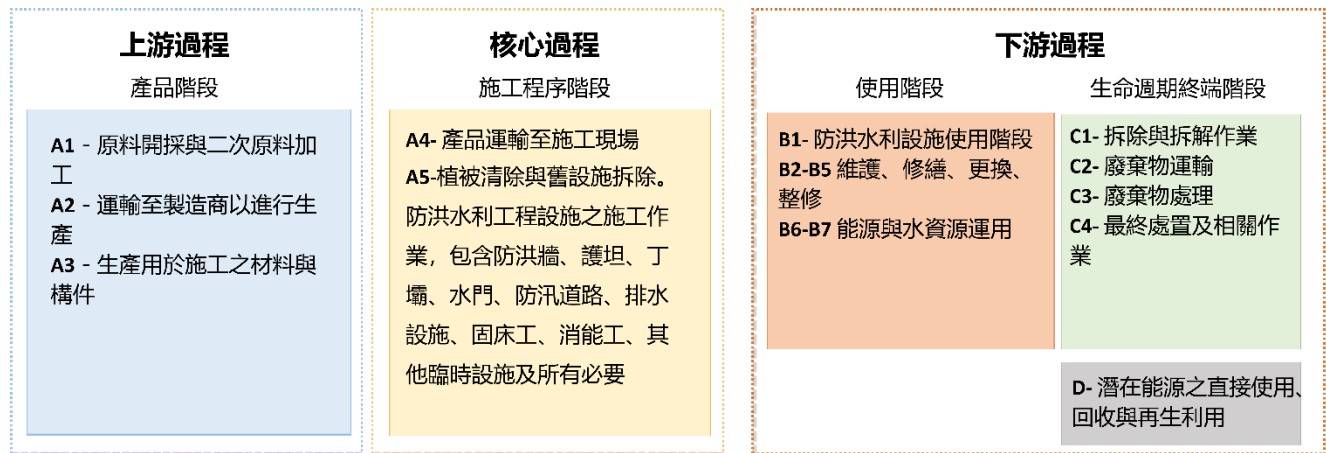 上游過程
產品階段
A1 - 原料開採與二次原料加
工
A2 - 運輸至製造商以進行生
產
A3 - 生產用於施工之材料與
構件
核心過程
施工程序階段
A4- 產品運輸至施工現場
A5-植被清除與舊設施拆除。
防洪水利工程設施之施工作
業，包含防洪牆、護坦、丁
壩、水門、防汛道路、排水
設施、固床工、消能工、其
他臨時設施及所有必要
下游過程
使用階段
B1- 防洪水利設施使用階段
B2-B5 維護、修繕、更換、
整修
B6-B7 能源與水資源運用
生命週期終端階段
C1- 拆除與拆解作業
C2- 廢棄物運輸
C3- 廢棄物處理
C4- 最終處置及相關作
業
D- 潛在能源之直接使用、
回收與再生利用